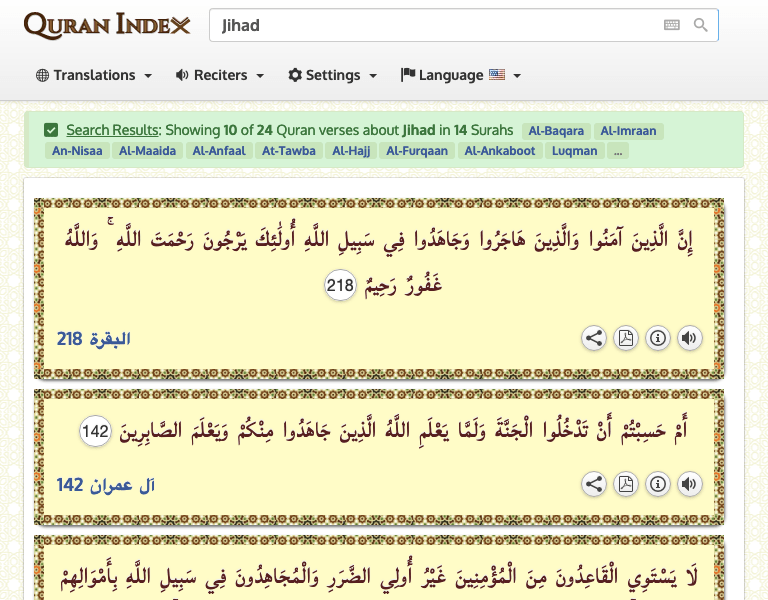 QURAN INDEX
Jihad
Translations Reciters Settings Language
Search Results: Showing 10 of 24 Quran verses about Jihad in 14 Surahs Al-Baqara Al-Imraan
An-Nisaa Al-Maaida Al-Anfaal At-Tawba Al-Hajj Al-Furqaan Al-Ankaboot Luqman ...
إِنَّ الَّذِينَ آمَنُوا وَالَّذِينَ هَاجَرُوا وَجَاهَدُوا فِي سَبِيلِ اللَّهِ أُولَٰئِكَ يَرْجُونَ رَحْمَتَ اللَّهِ ۚ وَاللَّهُ
غَفُورٌ رَحِيمٌ 218
البقرة 218
أَمْ حَسِبْتُمْ أَنْ تَدْخُلُوا الْجَنَّةَ وَلَمَّا يَعْلَمِ اللَّهُ الَّذِينَ جَاهَدُوا مِنْكُمْ وَيَعْلَمَ الصَّابِرِينَ 142
آل عمران 142
لَا يَسْتَوِي الْقَاعِدُونَ مِنَ الْمُؤْمِنِينَ غَيْرُ أُولِي الضَّرَرِ وَالْمُجَاهِدُونَ فِي سَبِيلِ اللَّهِ بِأَمْوَالِهِمْ